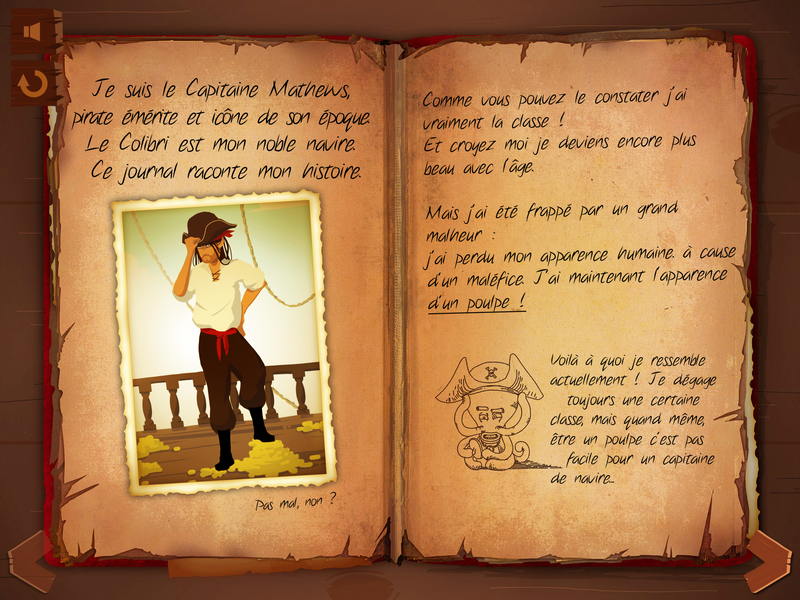 Je suis le Capitaine Mathews,
pirate émérite et icône de son époque.
Le Colibri est mon noble navire.
Ce journal raconte mon histoire.
Pas mal, non ?
Comme vous pouvez le constater j'ai
vraiment la classe !
Et croyez moi je deviens encore plus
beau avec l'âge.
Mais j'ai été frappé par un grand
malheur :
j'ai perdu mon apparence humaine, à cause
d'un maléfice. J'ai maintenant l'apparence
d'un poulpe !
Voilà à quoi je ressemble
actuellement ! Je dégage
toujours une certaine
classe, mais quand même,
être un poulpe c'est pas
facile pour un capitaine
de navire...